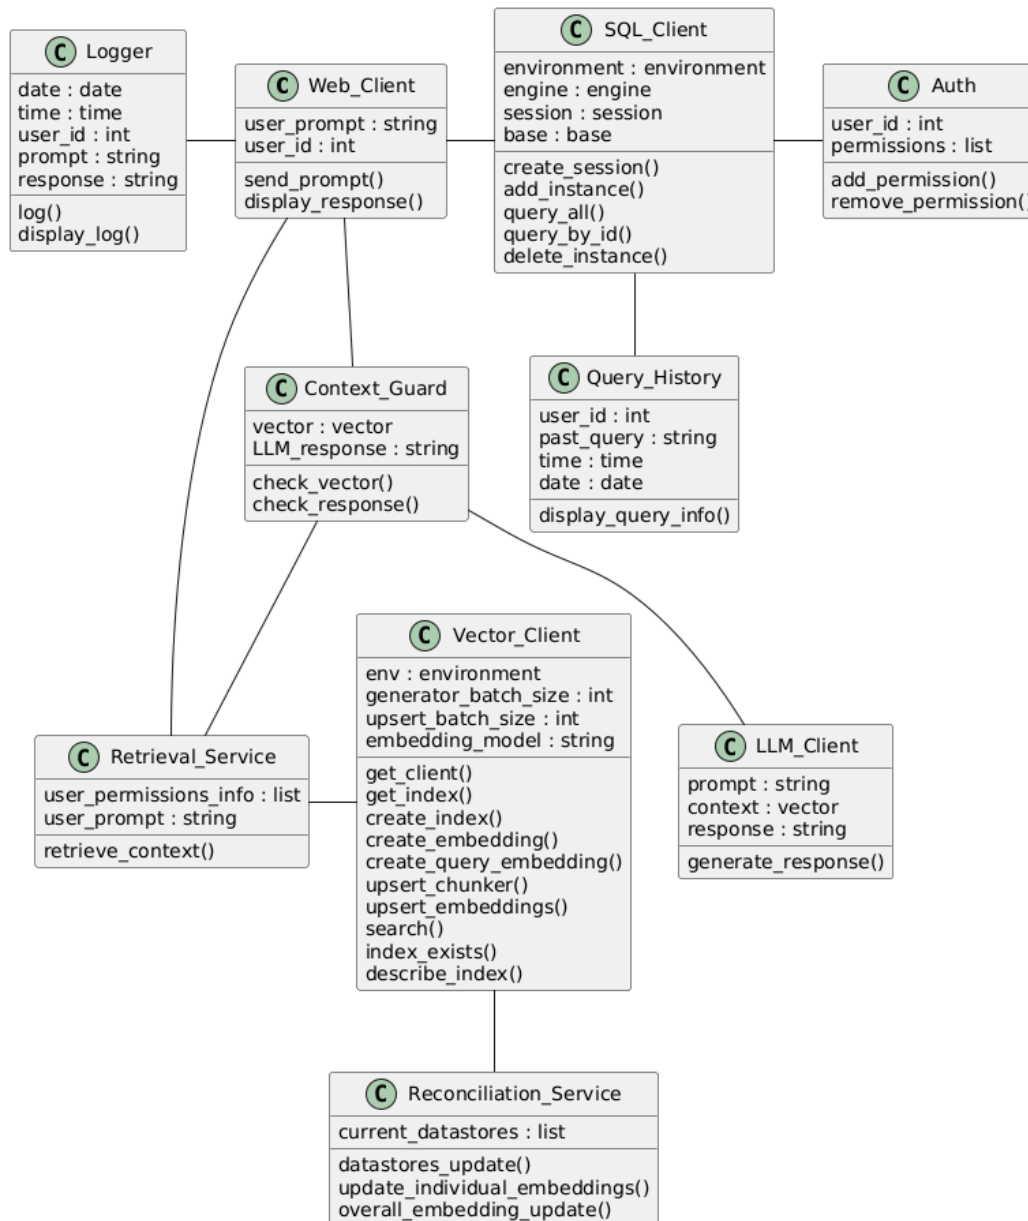 C Logger
date : date
time : time
user_id : int
prompt : string
response : string
log()
display_log()
C Web_Client
user_prompt : string
user_id : int
send_prompt()
display_response()
C SQL_Client
environment : environment
engine : engine
session : session
base : base
create_session()
add_instance()
query_all()
query_by_id()
delete_instance()
C Auth
user_id : int
permissions : list
add_permission()
remove_permission()
C Context_Guard
vector : vector
LLM_response : string
check_vector()
check_response()
C Query_History
user_id : int
past_query : string
time : time
date : date
display_query_info()
C Retrieval_Service
user_permissions_info : list
user_prompt : string
retrieve_context()
C Vector_Client
env : environment
generator_batch_size : int
upsert_batch_size : int
embedding_model : string
get_client()
get_index()
create_index()
create_embedding()
create_query_embedding()
upsert_chunker()
upsert_embeddings()
search()
index_exists()
describe_index()
C LLM_Client
prompt : string
context : vector
response : string
generate_response()
C Reconciliation_Service
current_datastores : list
datastores_update()
update_individual_embeddings()
overall_embedding_update()